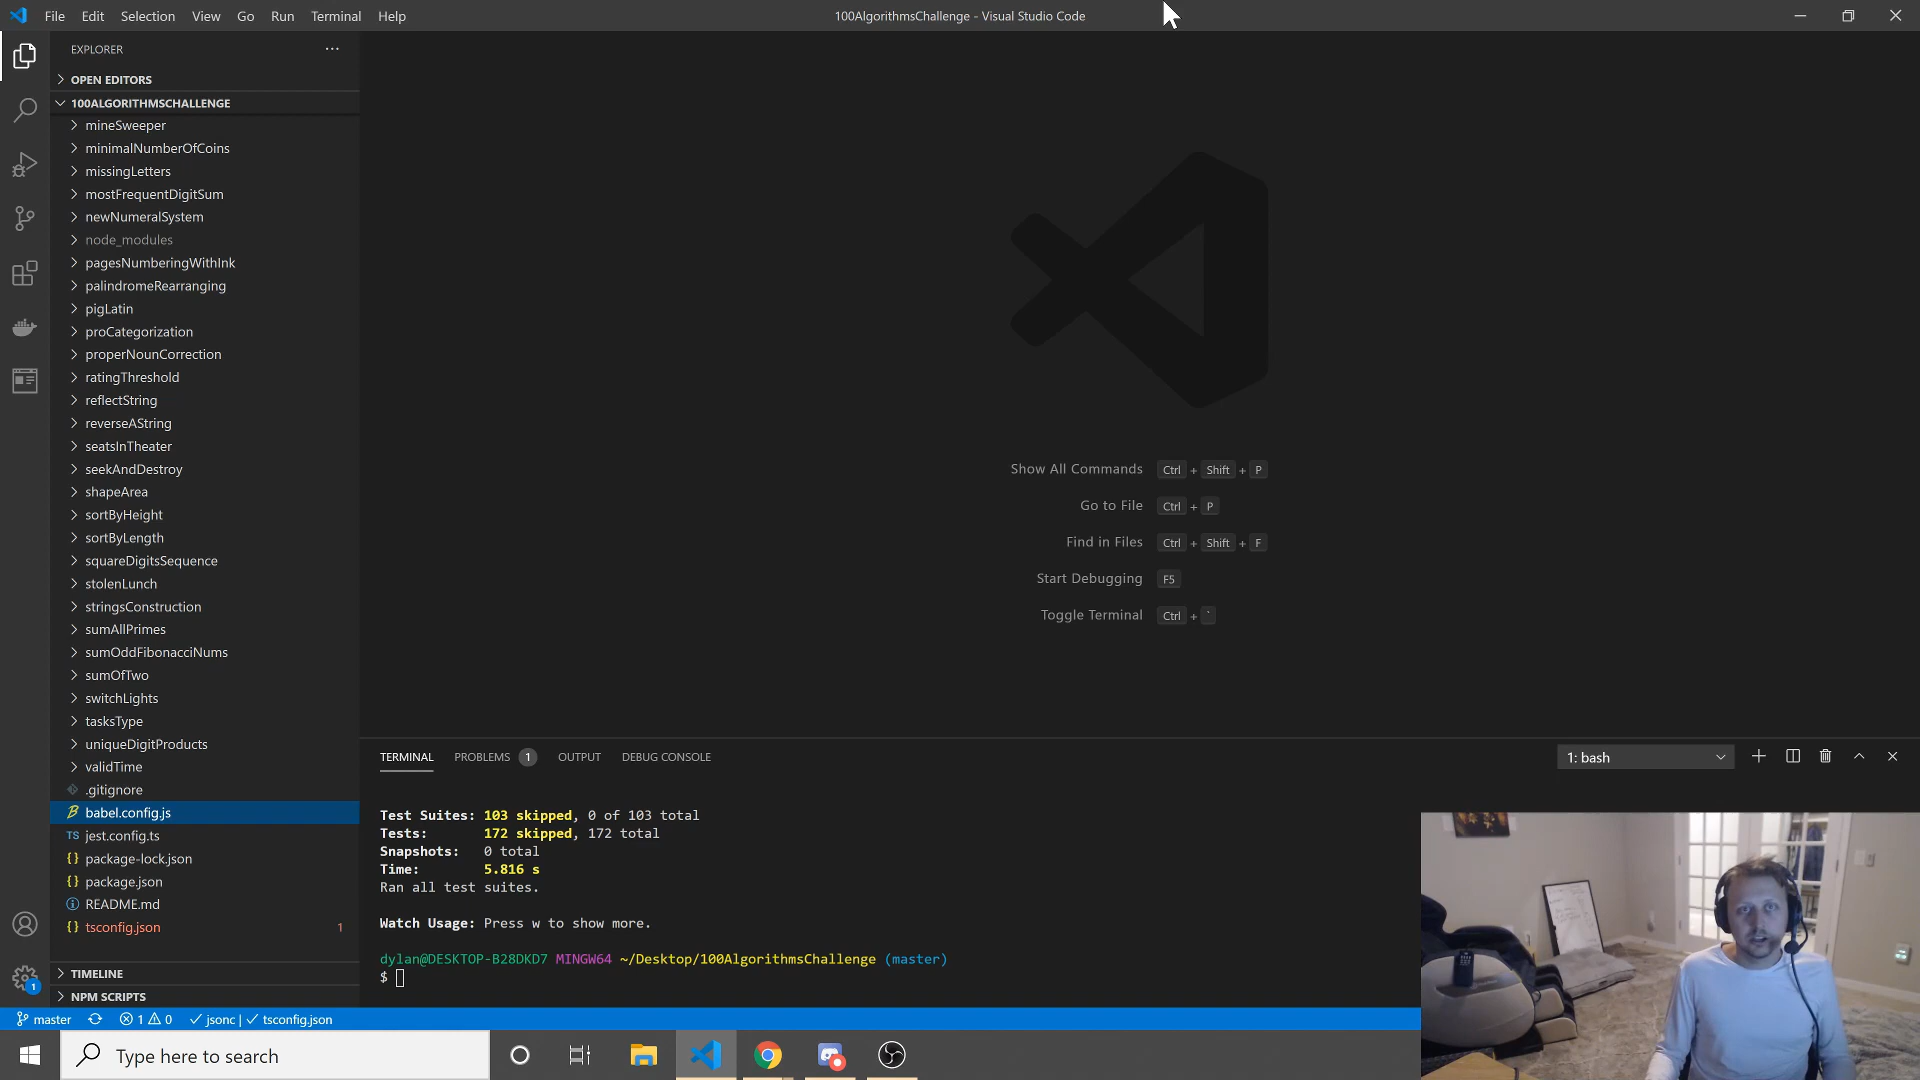 File Edit Selection View Go Run Terminal Help
100AlgorithmsChallenge - Visual Studio Code
EXPLORER
OPEN EDITORS
100ALGORITHMSCHALLENGE
mineSweeper
minimalNumberOfCoins
missingLetters
mostFrequentDigitSum
newNumeralSystem
node_modules
pagesNumberingWithInk
palindromeRearranging
pigLatin
proCategorization
properNounCorrection
ratingThreshold
reflectString
reverseAString
seatsInTheater
seekAndDestroy
shapeArea
sortByHeight
sortByLength
squareDigitsSequence
stolenLunch
stringsConstruction
sumAllPrimes
sumOddFibonacciNums
sumOfTwo
switchLights
tasksType
uniqueDigitProducts
validTime
.gitignore
babel.config.js
TS jest.config.ts
{} package-lock.json
{} package.json
README.md
{} tsconfig.json 1
TIMELINE
NPM SCRIPTS
1
Show All Commands Ctrl + Shift + P
Go to File Ctrl + P
Find in Files Ctrl + Shift + F
Start Debugging F5
Toggle Terminal Ctrl + `
TERMINAL PROBLEMS 1 OUTPUT DEBUG CONSOLE
1: bash
Test Suites: 103 skipped, 0 of 103 total
Tests: 172 skipped, 172 total
Snapshots: 0 total
Time: 5.816 s
Ran all test suites.
Watch Usage: Press w to show more.
dylan@DESKTOP-B28DKD7 MINGW64 ~/Desktop/100AlgorithmsChallenge (master)
$
master 1 0 jsonc | tsconfig.json
Type here to search